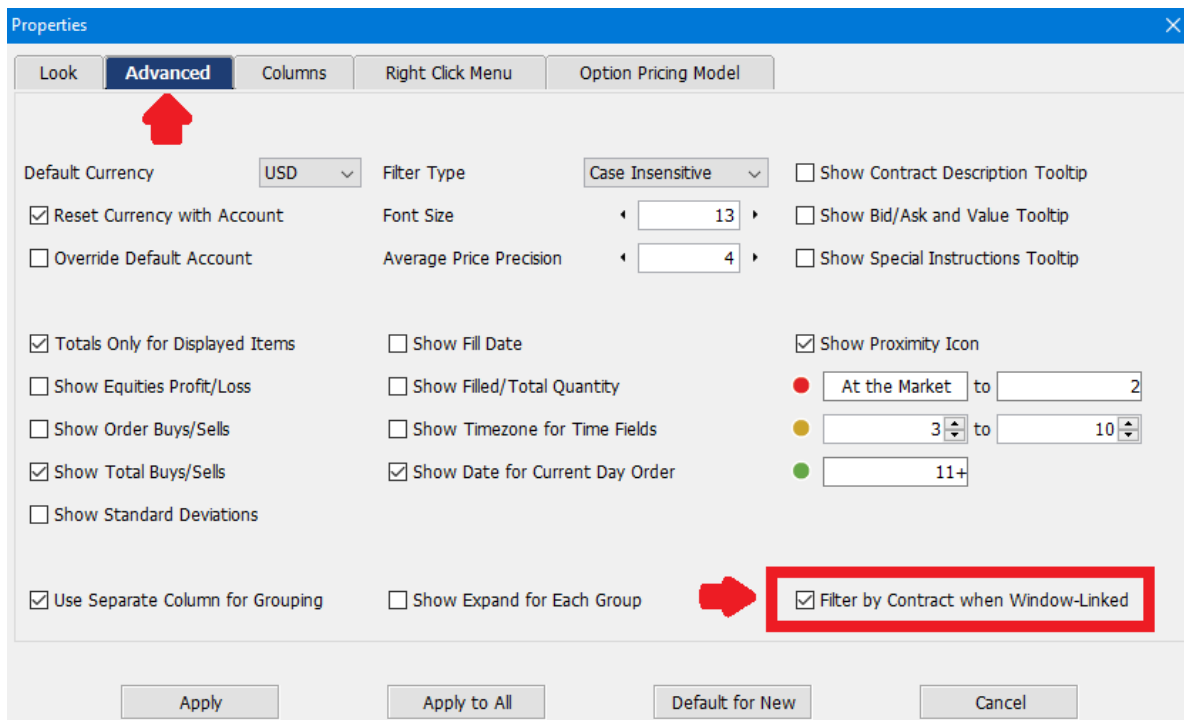 Properties
Look Advanced Columns Right Click Menu Option Pricing Model
Default Currency USD Filter Type Case Insensitive Show Contract Description Tooltip
Reset Currency with Account Font Size 13 Show Bid/Ask and Value Tooltip
Override Default Account Average Price Precision 4 Show Special Instructions Tooltip
Totals Only for Displayed Items Show Fill Date Show Proximity Icon
Show Equities Profit/Loss Show Filled/Total Quantity At the Market to 2
Show Order Buys/Sells Show Timezone for Time Fields 3 to 10
Show Total Buys/Sells Show Date for Current Day Order 11+
Show Standard Deviations
Use Separate Column for Grouping Show Expand for Each Group Filter by Contract when Window-Linked
Apply Apply to All Default for New Cancel